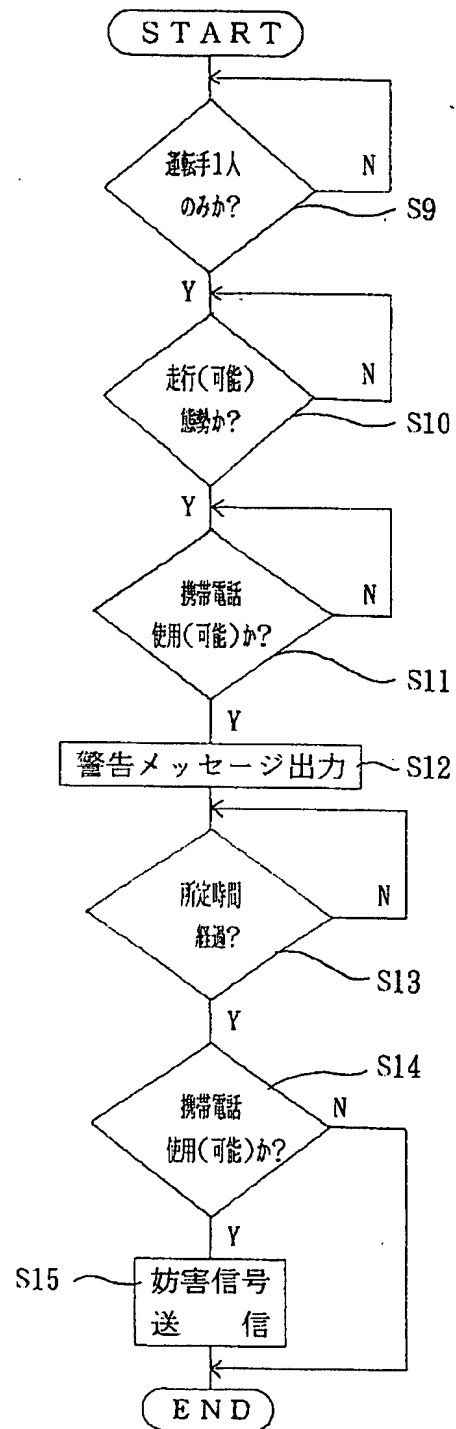 START
運転手1人
のみか?
N
S9
Y
走行(可能)
態勢か?
N
S10
Y
携帯電話
使用(可能)か?
N
S11
Y
警告メッセージ出力
S12
所定時間
経過?
N
S13
Y
S14
携帯電話
使用(可能)か?
N
Y
S15
妨害信号
送信
END